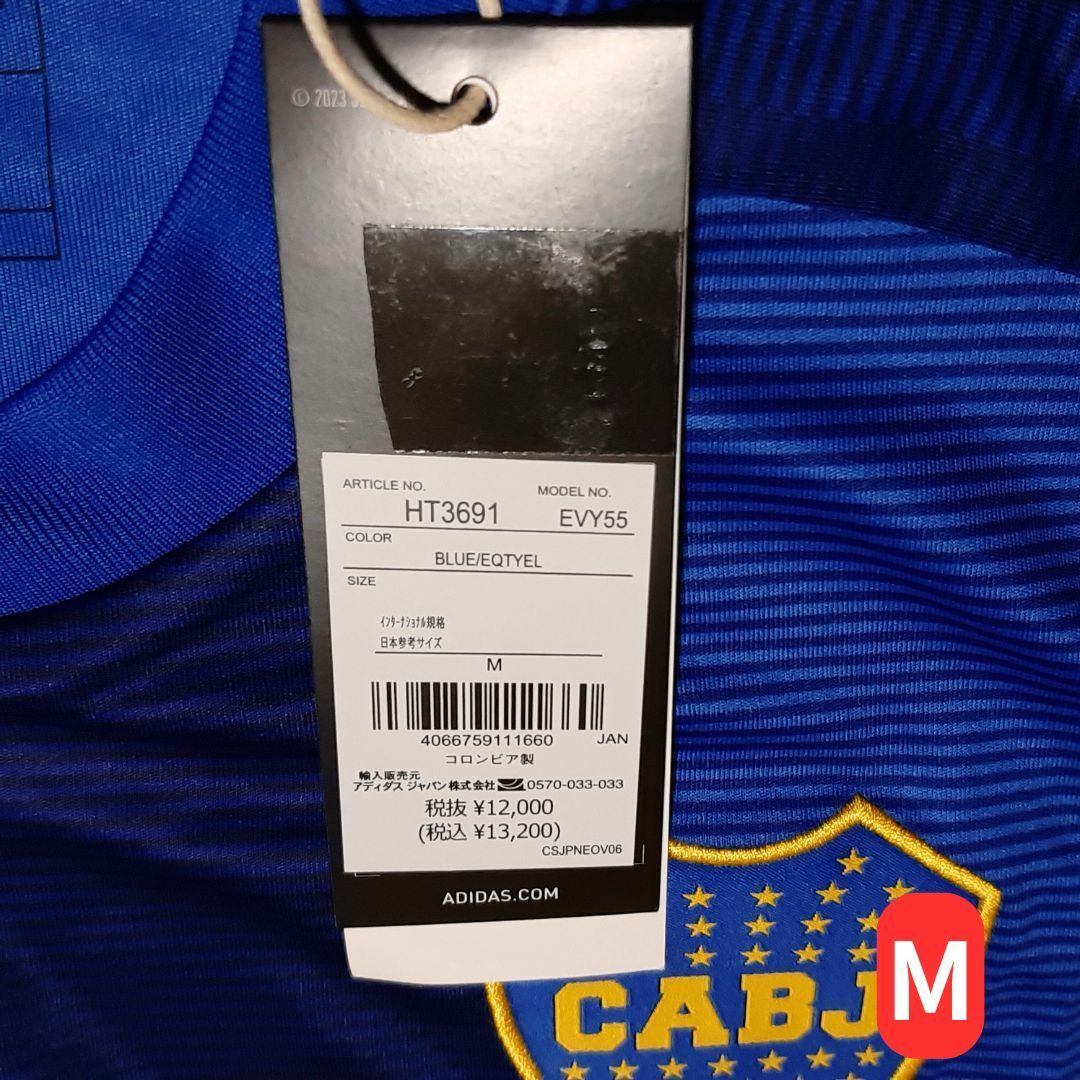 © 2023
ARTICLE NO.
HT3691
MODEL NO.
EVY55
COLOR
BLUE/EQTYEL
SIZE
ｲﾝﾀｰﾅｼｮﾅﾙ規格
日本参考サイズ
M
4066759111660 JAN
コロンビア製
輸入販売元
アディダス ジャパン株式会社 0570-033-033
税抜 ¥12,000
(税込 ¥13,200)
CSJPNEOV06
ADIDAS.COM
CABJ
M